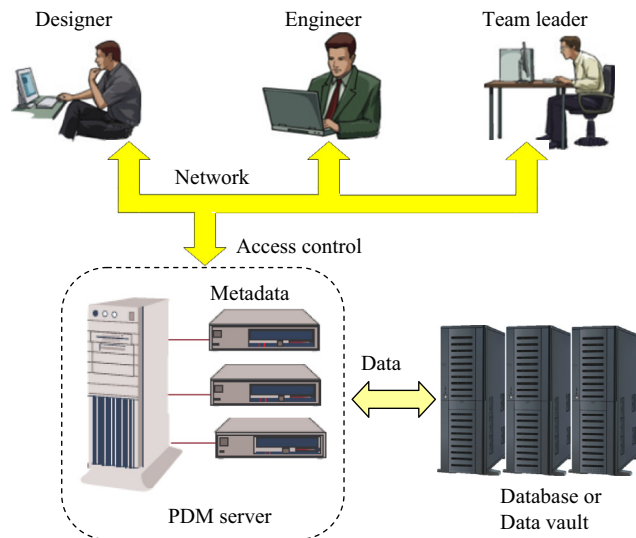 Designer
Engineer
Team leader
Network
Access control
Metadata
Data
PDM server
Database or
Data vault